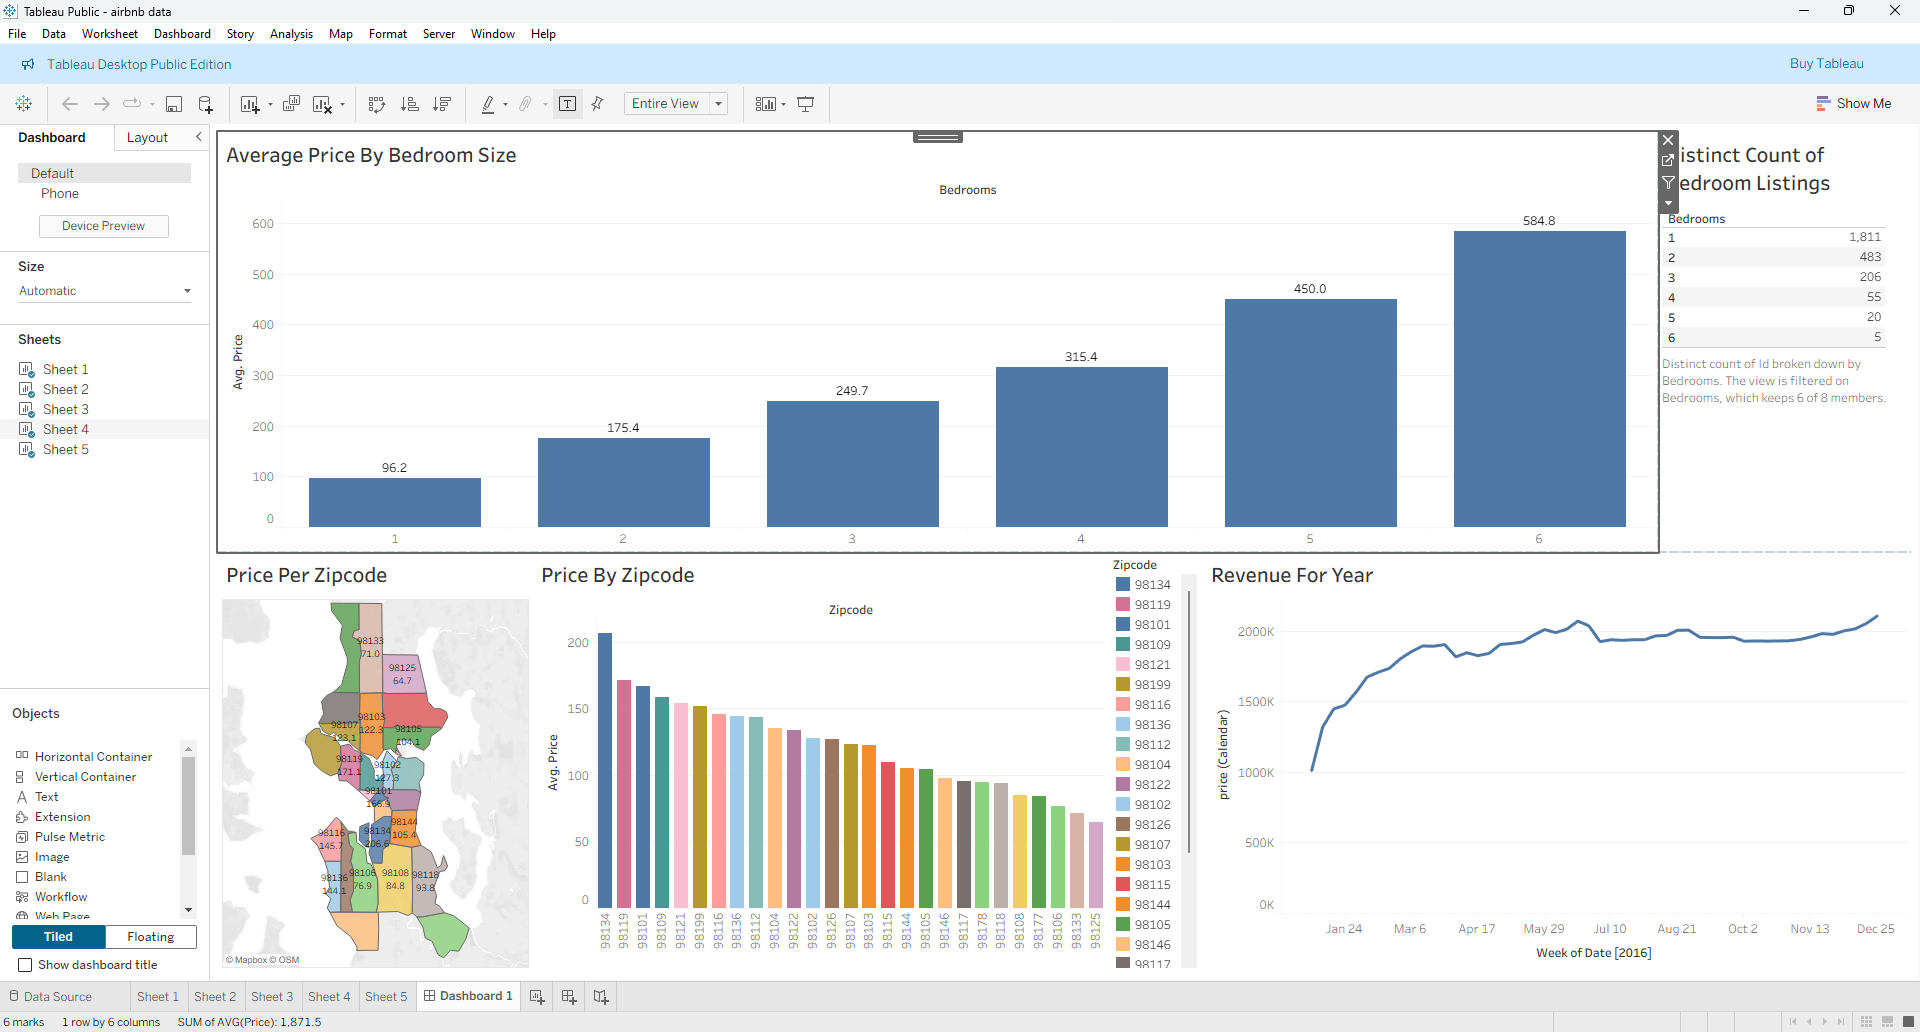 Tableau Public - airbnb data
File Data Worksheet Dashboard Story Analysis Map Format Server Window Help
Tableau Desktop Public Edition
Buy Tableau
Entire View
Show Me
Dashboard
Layout
Default
Phone
Device Preview
Size
Automatic
Sheets
Sheet 1
Sheet 2
Sheet 3
Sheet 4
Sheet 5
Objects
Horizontal Container
Vertical Container
Text
Extension
Pulse Metric
Image
Blank
Workflow
Web Page
Tiled
Floating
Show dashboard title
Average Price By Bedroom Size
Bedrooms
Avg. Price
600
500
400
300
200
100
0
96.2
175.4
249.7
315.4
450.0
584.8
1 2 3 4 5 6
istinct Count of
edroom Listings
Bedrooms
1 1,811
2 483
3 206
4 55
5 20
6 5
Distinct count of Id broken down by
Bedrooms. The view is filtered on
Bedrooms, which keeps 6 of 8 members.
Price Per Zipcode
98133
71.0
98125
64.7
98103
122.3
98107
123.1
98105
104.1
98119
171.1
98102
127.3
98101
166.9
98144
105.4
98134
206.6
98116
145.7
98136
144.1
98106
76.9
98108
84.8
98118
93.8
© Mapbox © OSM
Price By Zipcode
Zipcode
Avg. Price
200
150
100
50
0
98134 98119 98101 98109 98121 98199 98116 98136 98112 98104 98122 98102 98126 98107 98103 98115 98144 98105 98146 98117 98178 98118 98108 98177 98106 98133 98125
Zipcode
98134
98119
98101
98109
98121
98199
98116
98136
98112
98104
98122
98102
98126
98107
98103
98115
98144
98105
98146
98117
Revenue For Year
price (Calendar)
2000K
1500K
1000K
500K
0K
Jan 24 Mar 6 Apr 17 May 29 Jul 10 Aug 21 Oct 2 Nov 13 Dec 25
Week of Date [2016]
Data Source Sheet 1 Sheet 2 Sheet 3 Sheet 4 Sheet 5 Dashboard 1
6 marks 1 row by 6 columns SUM of AVG(Price): 1,871.5